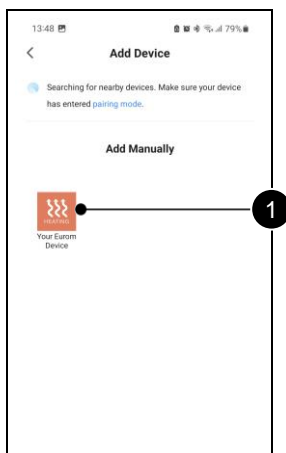 13:48 79%
Add Device
Searching for nearby devices. Make sure your device
has entered pairing mode.
Add Manually
1
HEATING
Your Eurom
Device